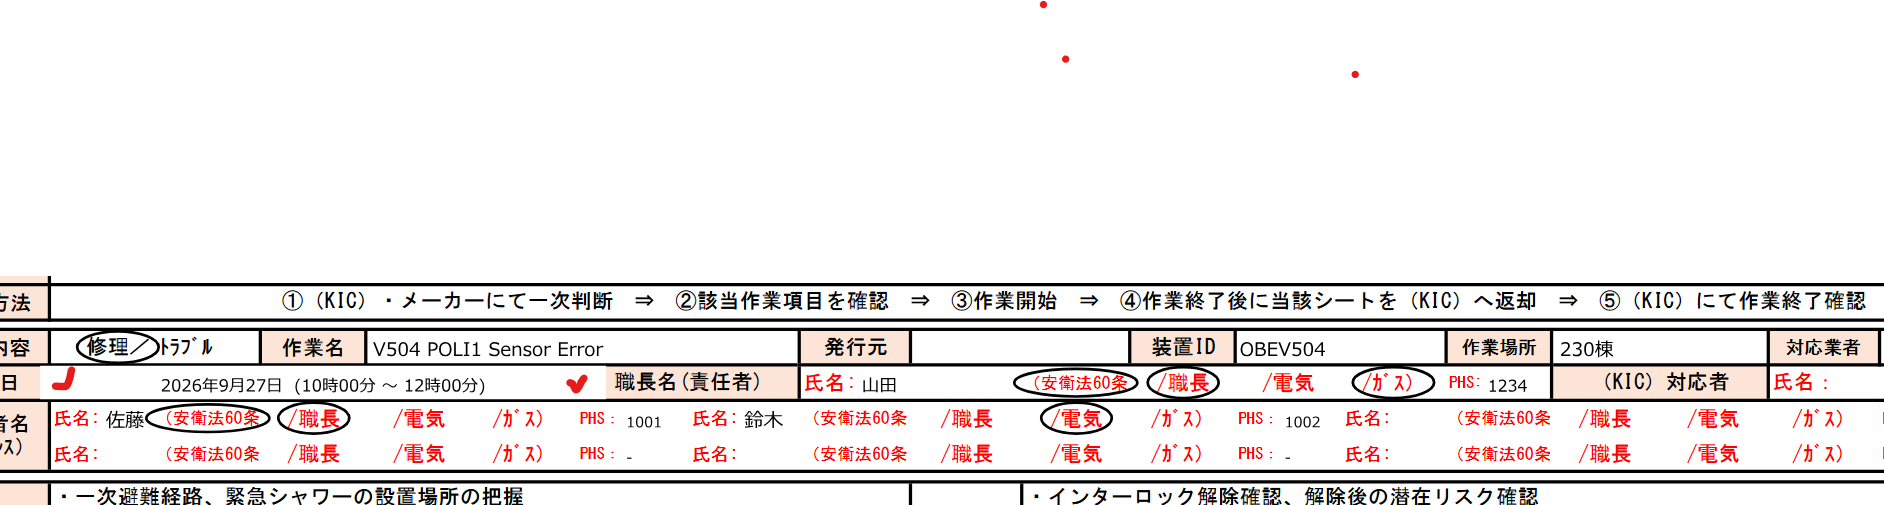 方法 ①（KIC）・メーカーにて一次判断 ⇒ ②該当作業項目を確認 ⇒ ③作業開始 ⇒ ④作業終了後に当該シートを（KIC）へ返却 ⇒ ⑤（KIC）にて作業終了確認
内容 修理／ﾄﾗﾌﾞﾙ 作業名 V504 POLI1 Sensor Error 発行元 装置ID OBEV504 作業場所 230棟 対応業者
日 2026年9月27日 (10時00分 ～ 12時00分) 職長名(責任者) 氏名：山田 （安衛法60条 /職長 /電気 /ｶﾞｽ） PHS： 1234 （KIC）対応者 氏名：
者名 氏名：佐藤 （安衛法60条 /職長 /電気 /ｶﾞｽ） PHS： 1001 氏名：鈴木 （安衛法60条 /職長 /電気 /ｶﾞｽ） PHS： 1002 氏名： （安衛法60条 /職長 /電気 /ｶﾞｽ）
ｽ） 氏名： （安衛法60条 /職長 /電気 /ｶﾞｽ） PHS： - 氏名： （安衛法60条 /職長 /電気 /ｶﾞｽ） PHS： - 氏名： （安衛法60条 /職長 /電気 /ｶﾞｽ）
・一次避難経路、緊急シャワーの設置場所の把握 ・インターロック解除確認、解除後の潜在リスク確認